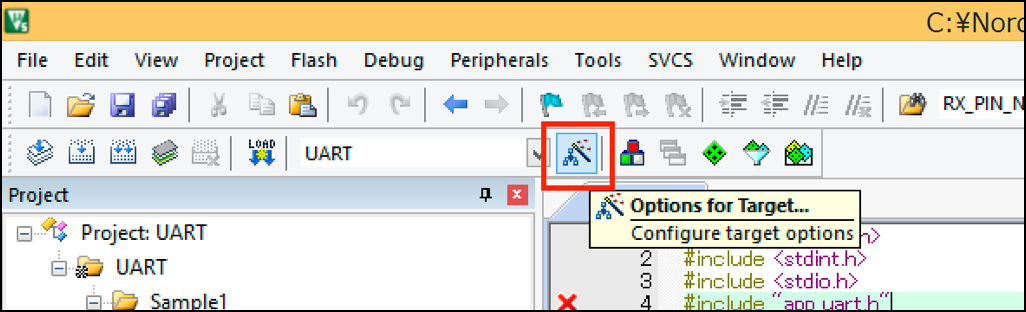 C:¥Nord
File Edit View Project Flash Debug Peripherals Tools SVCS Window Help
RX_PIN_N
LOAD UART
Project
Options for Target...
Configure target options
Project: UART
h>
UART
2 #include <stdint.h>
3 #include <stdio.h>
Sample1
4 #include "app_uart.h"